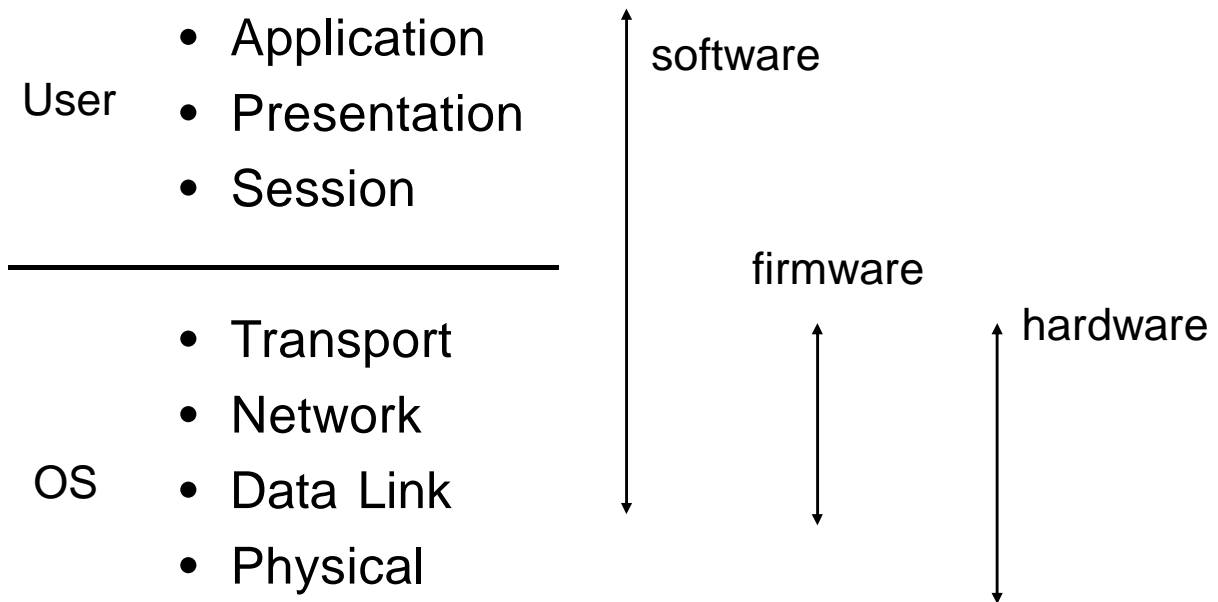 • Application
software
User
• Presentation
• Session
firmware
hardware
• Transport
• Network
OS
• Data Link
• Physical